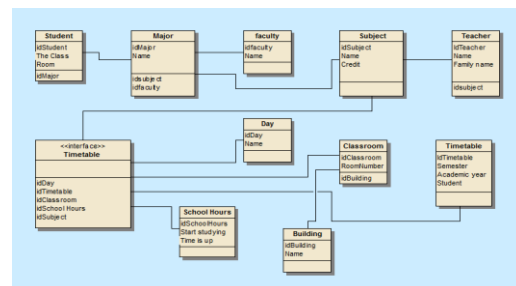 Student
idStudent
The Class
Room
idMajor
Major
idMajor
Name
idsubject
idfaculty
faculty
idfaculty
Name
Subject
idSubject
Name
Credit
Teacher
idTeacher
Name
Family name
idsubject
<<interface>>
Timetable
idDay
idTimetable
idClassroom
idSchool Hours
idSubject
Day
idDay
Name
Classroom
idClassroom
RoomNumber
idBuilding
Timetable
IDTimetable
Semester
Academic year
Student
School Hours
idSchoolHours
Start studying
Time is up
Building
idBuilding
Name